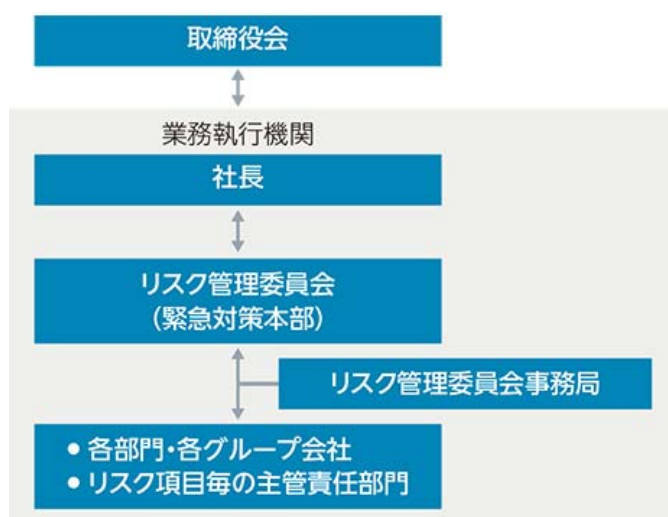 取締役会
業務執行機関
社長
リスク管理委員会
(緊急対策本部)
リスク管理委員会事務局
● 各部門・各グループ会社
● リスク項目毎の主管責任部門